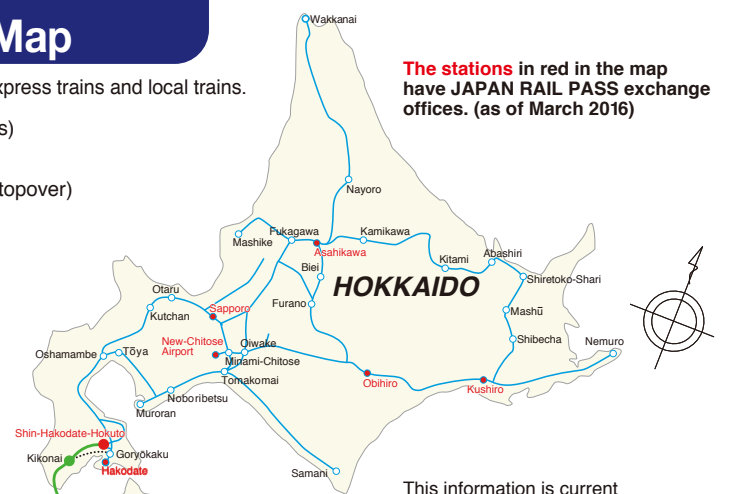 Map
Wakkanai
The stations in red in the map
have JAPAN RAIL PASS exchange
offices. (as of March 2016)
xpress trains and local trains.
s)
topover)
Nayoro
Fukagawa
Kamikawa
Mashike
Asahikawa
Abashiri
Kitami
Biei
Shiretoko-Shari
HOKKAIDO
Otaru
Furano
Sapporo
Kutchan
Mashū
New-Chitose
Airport
Oiwake
Shibecha
Nemuro
Oshamambe
Tōya
Minami-Chitose
Tomakomai
Obihiro
Kushiro
Noboribetsu
Muroran
Shin-Hakodate-Hokuto
Goryōkaku
Kikonai
Hakodate
Samani
This information is current